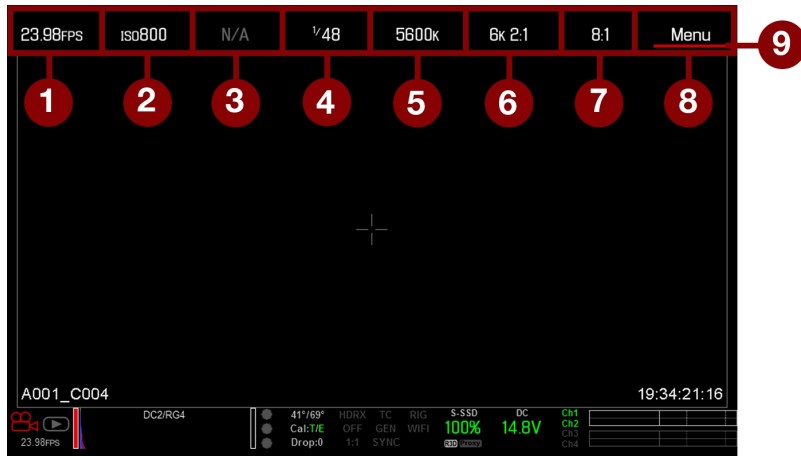 23.98FPS ISO800 N/A 1/48 5600K 6K 2:1 8:1 Menu
9
1 2 3 4 5 6 7 8
A001_C004 19:34:21:16
DC2/RG4 41°/69° HDRX TC RIG S-SSD DC Ch1
Cal:T/E OFF GEN WIFI 100% 14.8V Ch2
Ch3
23.98FPS Drop:0 1:1 SYNC R3D Proxy Ch4